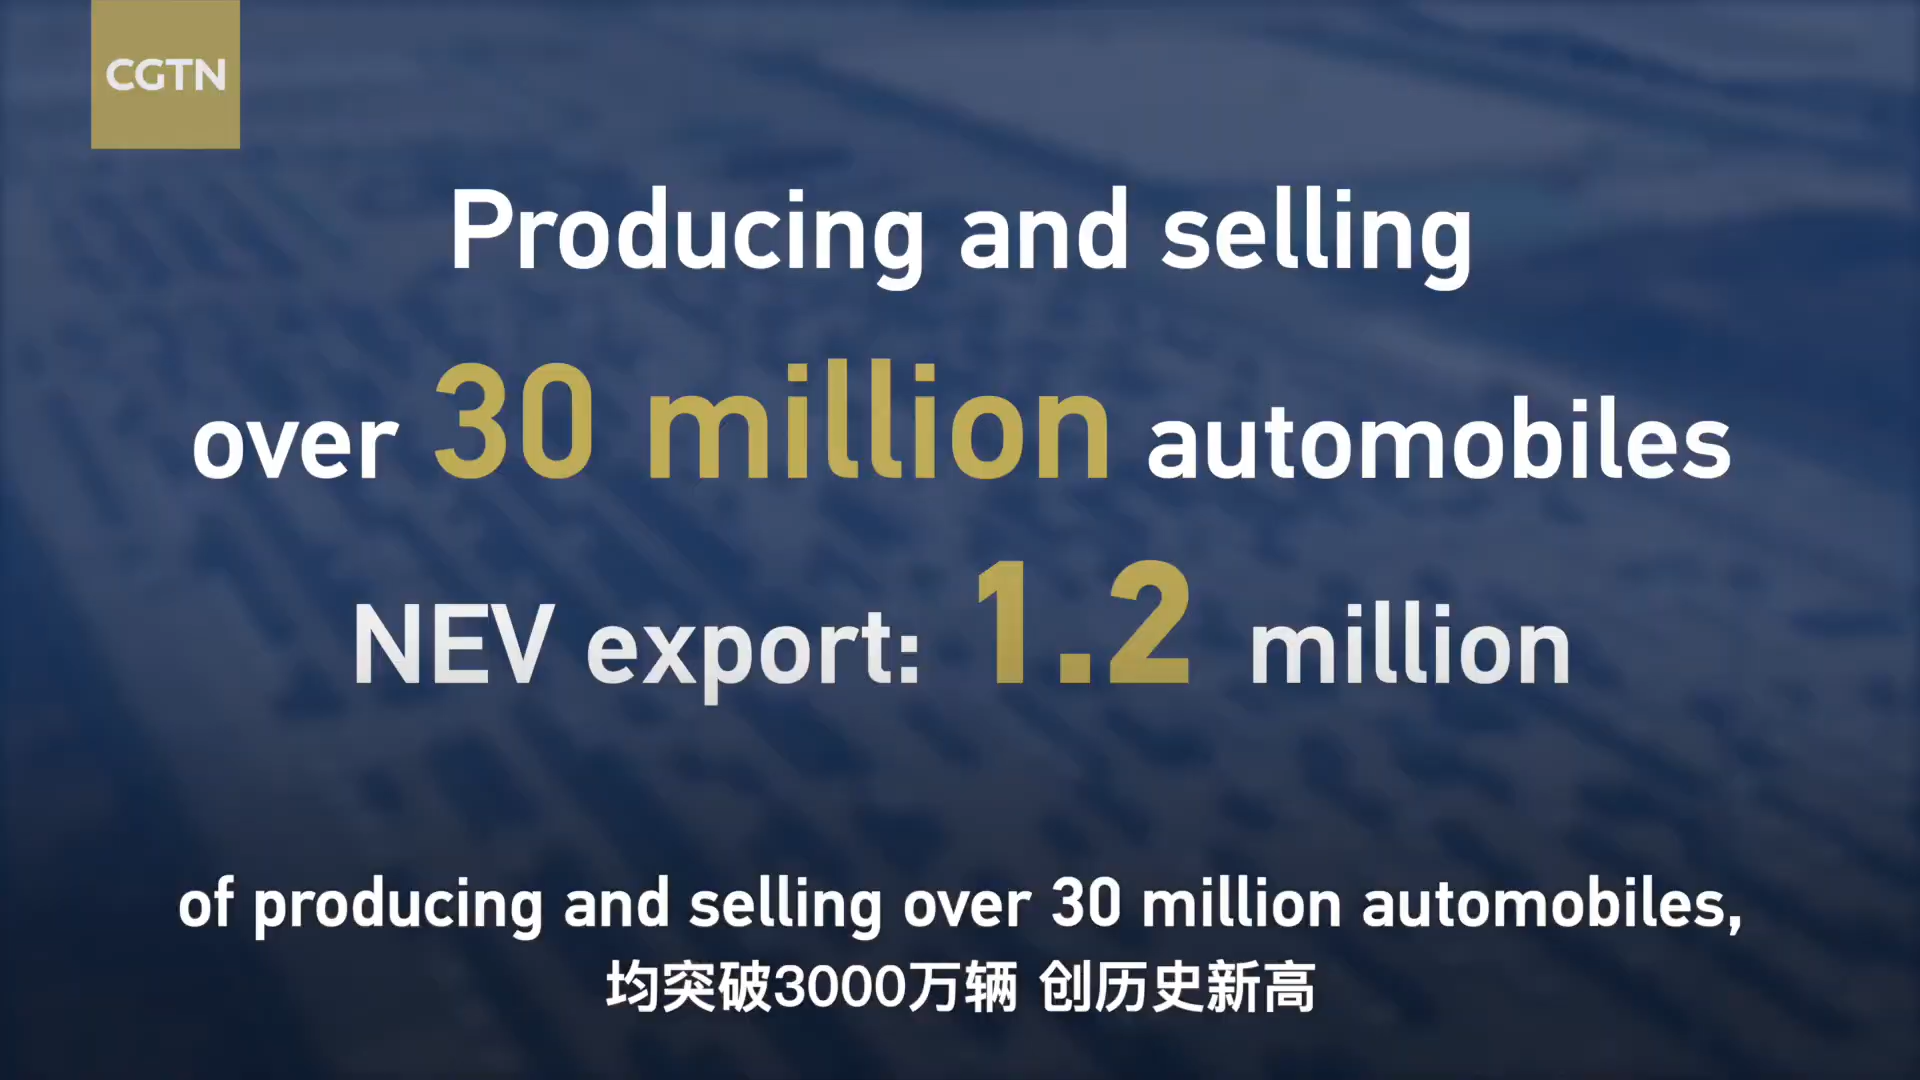 CGTN
Producing and selling
over 30 million automobiles
NEV export: 1.2 million
of producing and selling over 30 million automobiles,
均突破3000万辆 创历史新高